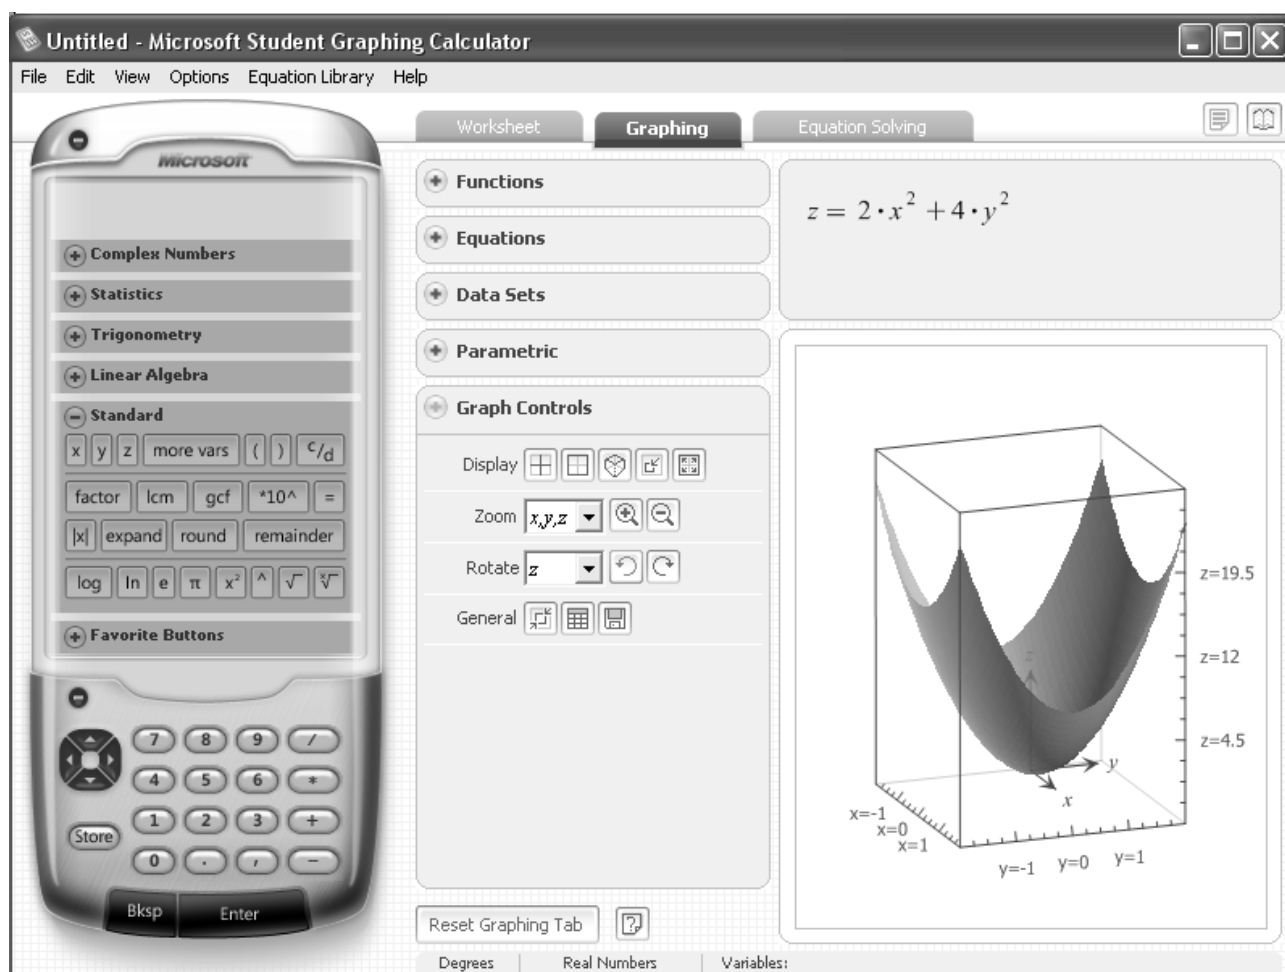 Untitled - Microsoft Student Graphing Calculator
File Edit View Options Equation Library Help
Worksheet Graphing Equation Solving
Microsoft
Complex Numbers
Statistics
Trigonometry
Linear Algebra
Standard
x y z more vars ( ) c/d
factor lcm gcf *10^ =
|x| expand round remainder
log ln e π x² ^ √ ˣ√
Favorite Buttons
7 8 9 /
4 5 6 *
Store
1 2 3 +
0 . , −
Bksp Enter
Functions
Equations
Data Sets
Parametric
Graph Controls
Display
Zoom x,y,z
Rotate z
General
Reset Graphing Tab
Degrees Real Numbers Variables:
z = 2·x² + 4·y²
z=19.5
z=12
z=4.5
z
y
x
x=-1
x=0
x=1
y=-1 y=0 y=1